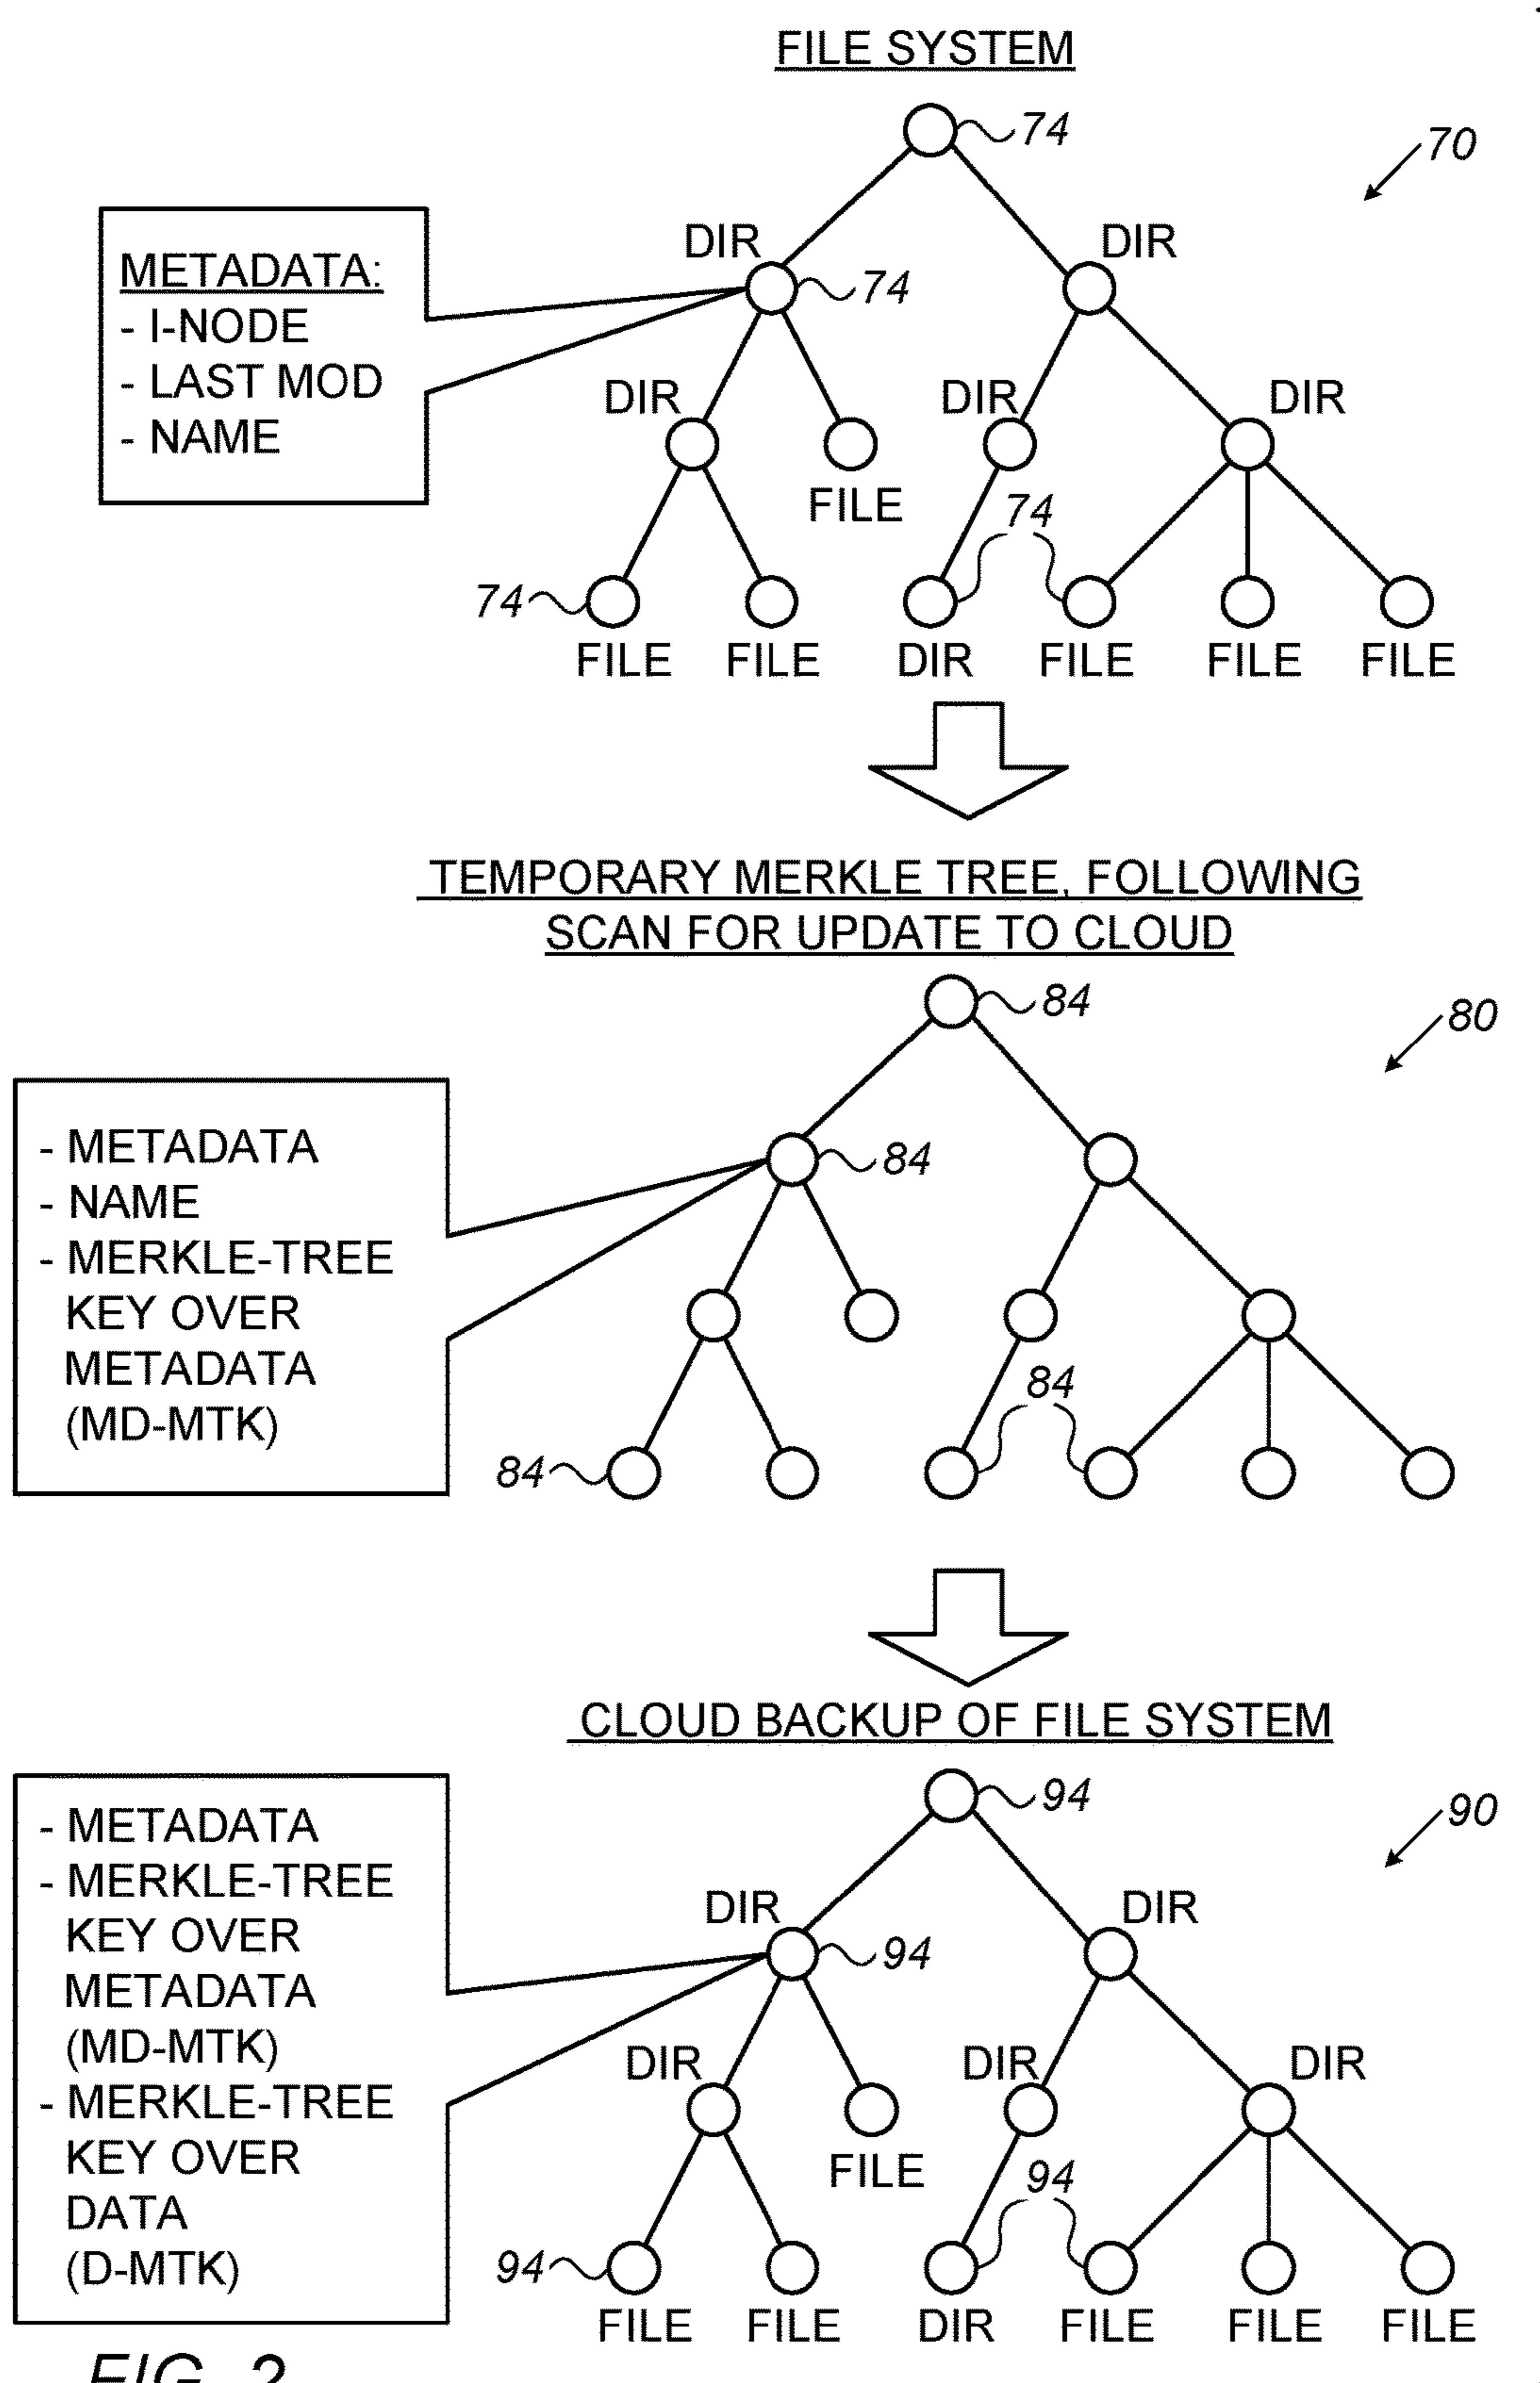 FILE SYSTEM
74
70
DIR
DIR
METADATA:
- I-NODE
- LAST MOD
- NAME
74
DIR
DIR
DIR
FILE
74
74
FILE
FILE
DIR
FILE
FILE
FILE
TEMPORARY MERKLE TREE, FOLLOWING
SCAN FOR UPDATE TO CLOUD
84
80
- METADATA
- NAME
- MERKLE-TREE
KEY OVER
METADATA
(MD-MTK)
84
84
84
CLOUD BACKUP OF FILE SYSTEM
94
90
- METADATA
- MERKLE-TREE
KEY OVER
METADATA
(MD-MTK)
- MERKLE-TREE
KEY OVER
DATA
(D-MTK)
DIR
DIR
94
DIR
DIR
DIR
FILE
94
94
FILE
FILE
DIR
FILE
FILE
FILE
FIG. 2